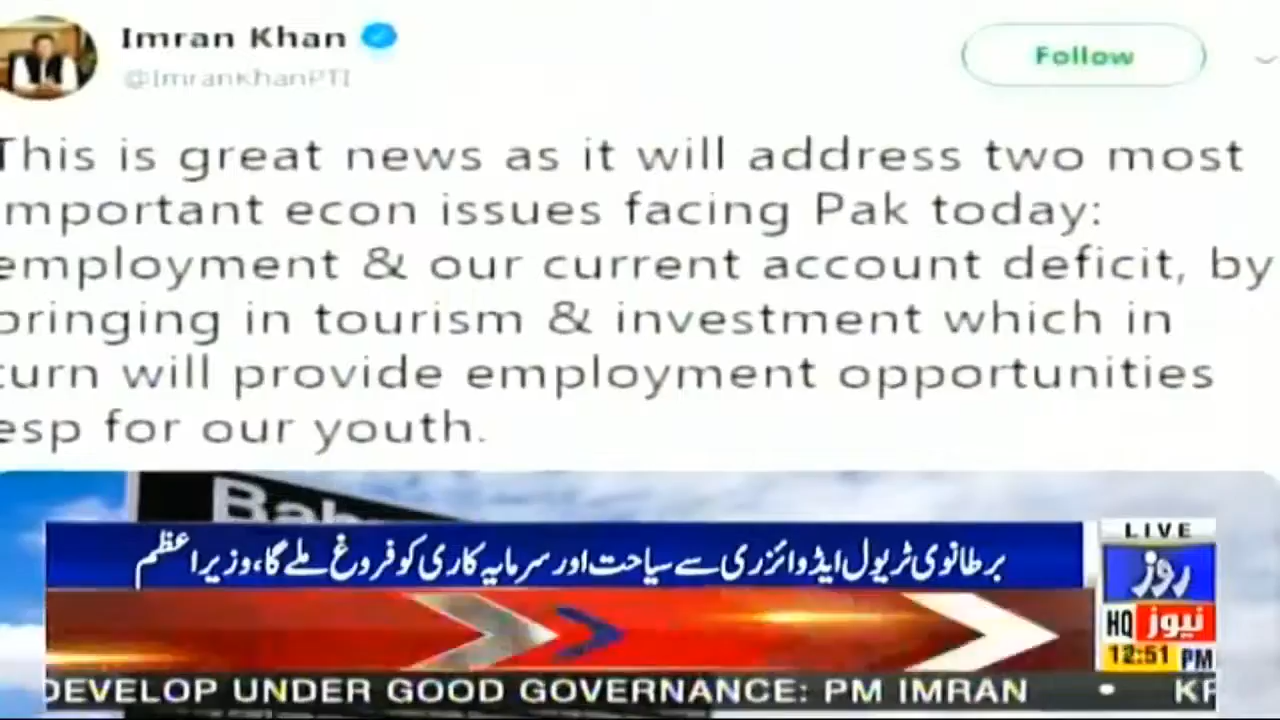 Imran Khan
@ImranKhanPTI
Follow
This is great news as it will address two most
important econ issues facing Pak today:
employment & our current account deficit, by
bringing in tourism & investment which in
turn will provide employment opportunities
esp for our youth.
برطانوی ٹریول ایڈوائزری سے سیاحت اور سرمایہ کاری کو فروغ ملے گا، وزیراعظم
LIVE
روز
HQ نیوز
12:51 PM
DEVELOP UNDER GOOD GOVERNANCE: PM IMRAN •